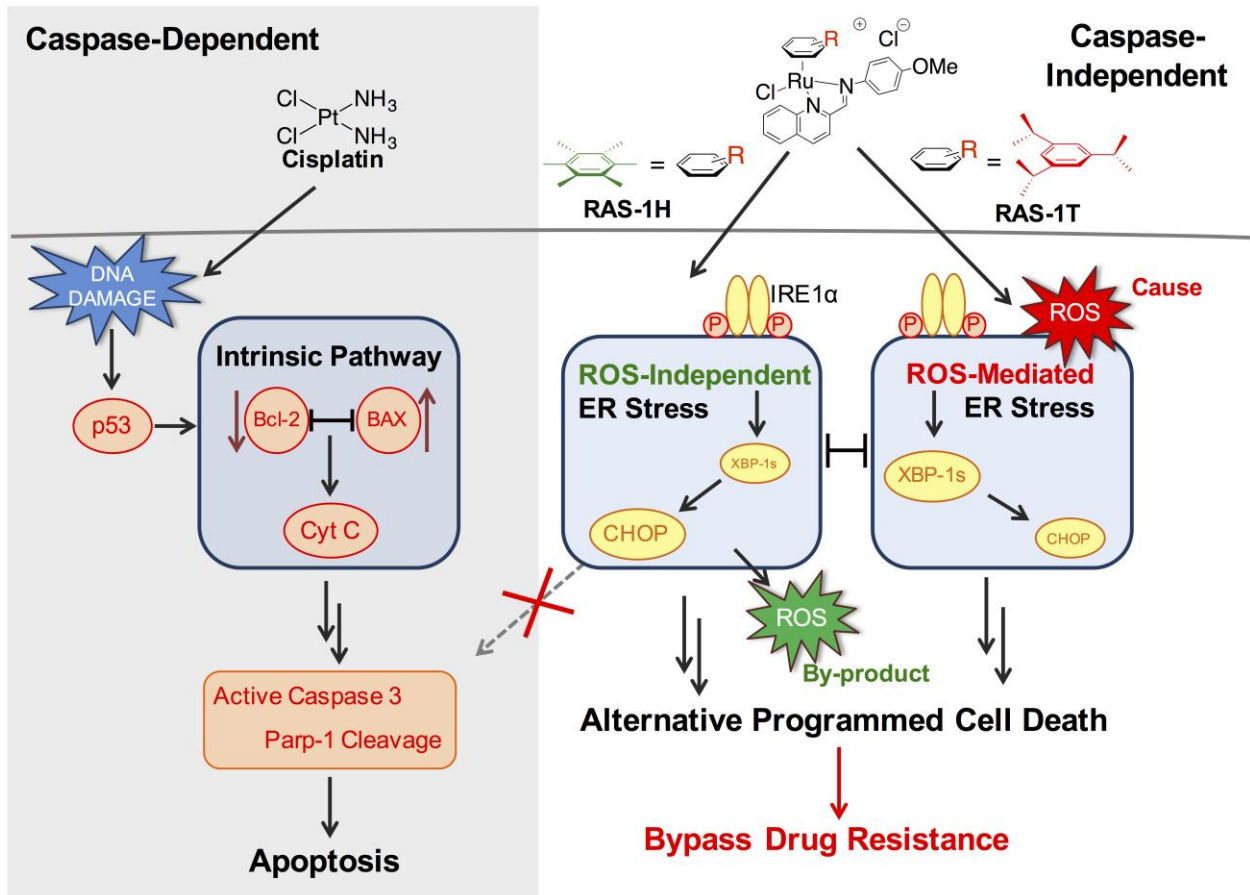 Caspase-Dependent
Cl
Cl
Pt
NH3
NH3
Cisplatin
DNA
DAMAGE
p53
Intrinsic Pathway
Bcl-2
BAX
Cyt C
Active Caspase 3
Parp-1 Cleavage
Apoptosis
Caspase-
Independent
R
+
Cl−
Cl
Ru
N
N
OMe
= R
RAS-1H
R =
RAS-1T
IRE1α
P
P
ROS-Independent
ER Stress
XBP-1s
CHOP
ROS
By-product
P
P
ROS
Cause
ROS-Mediated
ER Stress
XBP-1s
CHOP
Alternative Programmed Cell Death
Bypass Drug Resistance